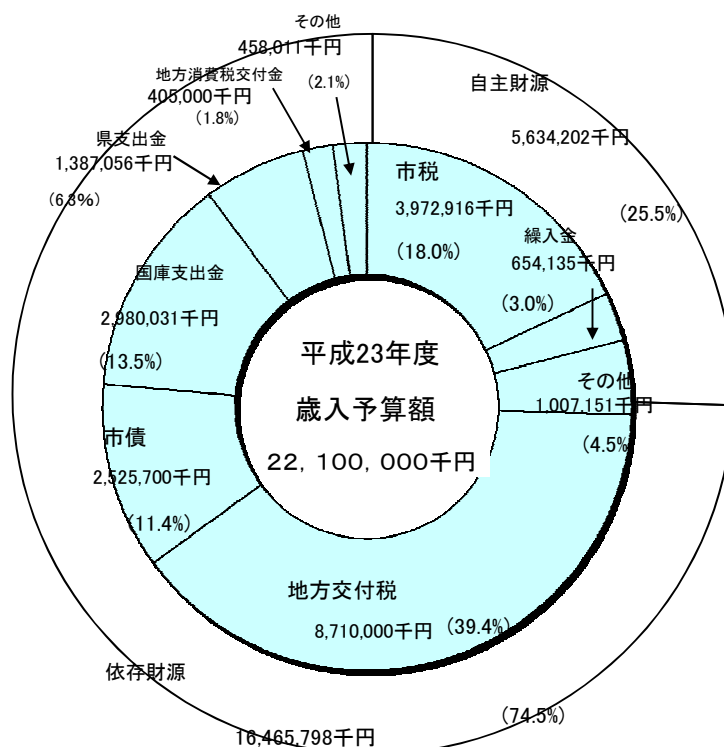 その他
458,011千円
(2.1%)
地方消費税交付金
405,000千円
(1.8%)
県支出金
1,387,056千円
(6.3%)
国庫支出金
2,980,031千円
(13.5%)
市債
2,525,700千円
(11.4%)
自主財源
5,634,202千円
(25.5%)
市税
3,972,916千円
(18.0%)
繰入金
654,135千円
(3.0%)
その他
1,007,151千円
(4.5%)
平成23年度
歳入予算額
22,100,000千円
地方交付税
8,710,000千円 (39.4%)
依存財源
16,465,798千円
(74.5%)